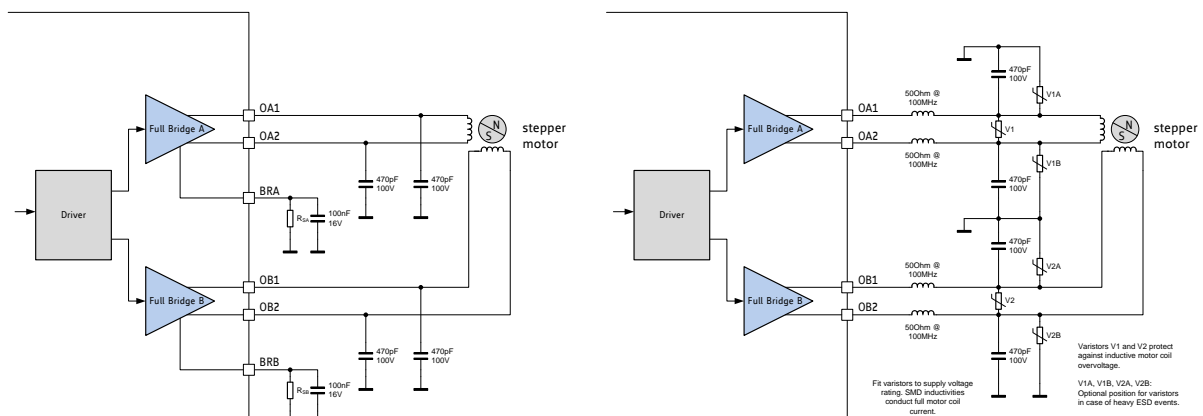 OA1
Full Bridge A
OA2
N
S
stepper
motor
470pF
100V
470pF
100V
BRA
Driver
RSA
100nF
16V
OB1
Full Bridge B
OB2
470pF
100V
470pF
100V
BRB
RSB
100nF
16V
470pF
100V
V1A
50Ohm @
100MHz
OA1
Full Bridge A
V1
N
S
stepper
motor
OA2
50Ohm @
100MHz
V1B
470pF
100V
Driver
470pF
100V
50Ohm @
100MHz
V2A
OB1
Full Bridge B
V2
OB2
50Ohm @
100MHz
V2B
470pF
100V
Varistors V1 and V2 protect
against inductive motor coil
overvoltage.
V1A, V1B, V2A, V2B:
Optional position for varistors
in case of heavy ESD events.
Fit varistors to supply voltage
rating. SMD inductivities
conduct full motor coil
current.